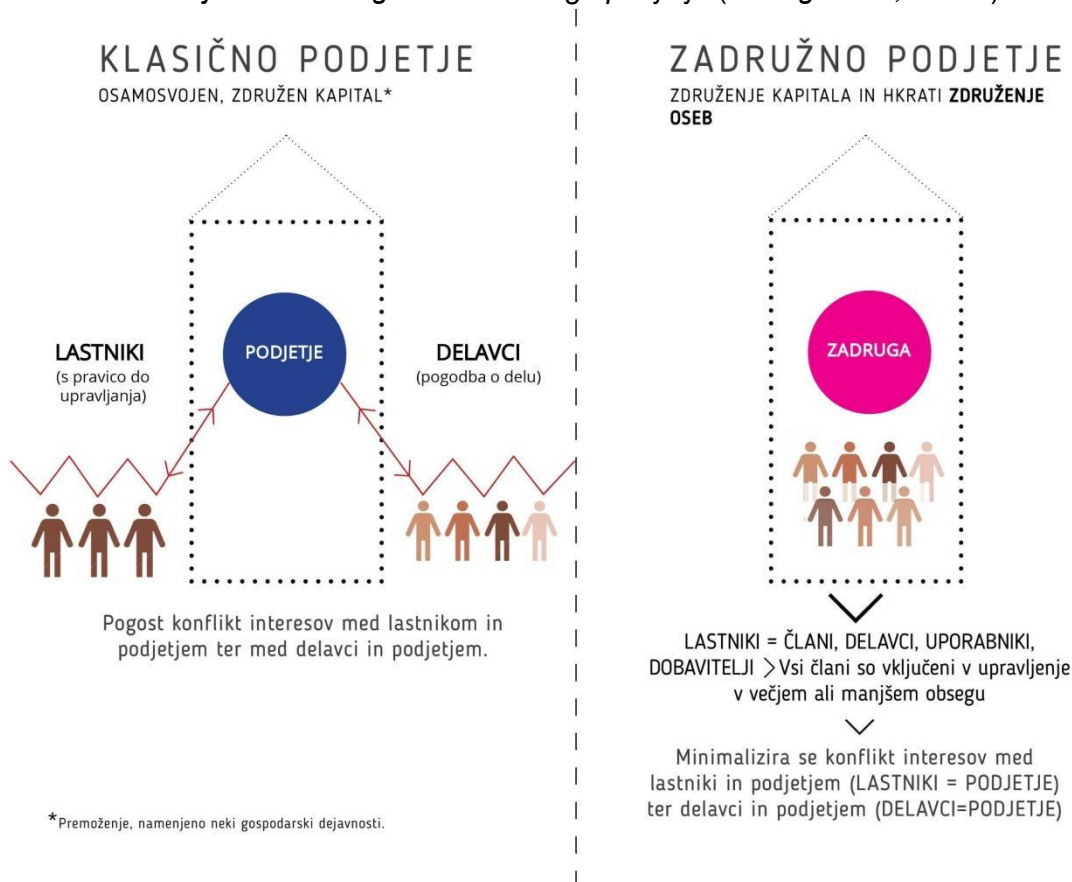 KLASIČNO PODJETJE
OSAMOSVOJEN, ZDRUŽEN KAPITAL*
LASTNIKI
(s pravico do
upravljanja)
PODJETJE
DELAVCI
(pogodba o delu)
Pogost konflikt interesov med lastnikom in
podjetjem ter med delavci in podjetjem.
*Premoženje, namenjeno neki gospodarski dejavnosti.
ZADRUŽNO PODJETJE
ZDRUŽENJE KAPITALA IN HKRATI ZDRUŽENJE
OSEB
ZADRUGA
LASTNIKI = ČLANI, DELAVCI, UPORABNIKI,
DOBAVITELJI > Vsi člani so vključeni v upravljenje
v večjem ali manjšem obsegu
Minimalizira se konflikt interesov med
lastniki in podjetjem (LASTNIKI = PODJETJE)
ter delavci in podjetjem (DELAVCI=PODJETJE)